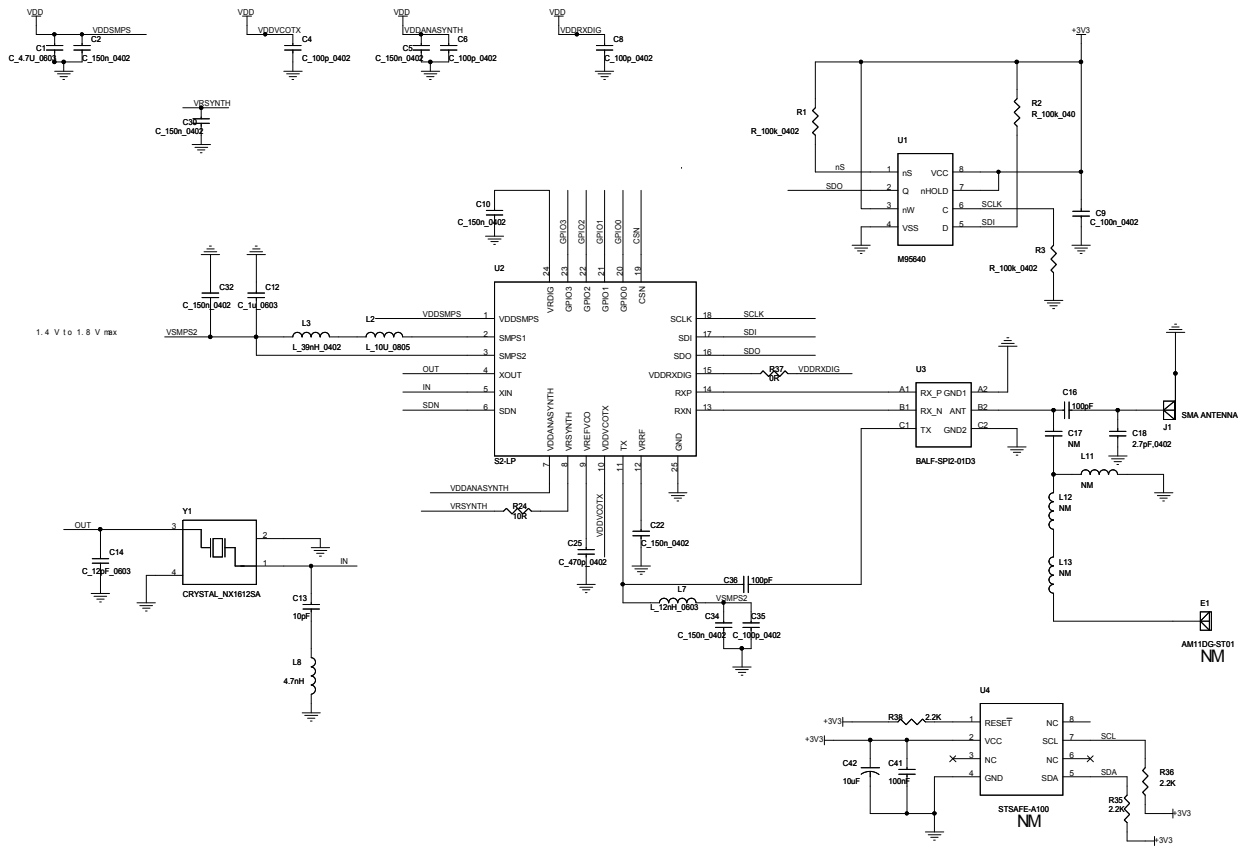 VDD
VDDSMPS
C1
C_4.7U_0603
C2
C_150n_0402
VDD
VDDVCOTX
C4
C_100p_0402
VDD
VDDANASYNTH
C5
C_150n_0402
C6
C_100p_0402
VDD
VDDRXDIG
C8
C_100p_0402
VRSYNTH
C30
C_150n_0402
+3V3
R1
R_100k_0402
R2
R_100k_040
U1
nS
SDO
1 nS
2 Q
3 nW
4 VSS
VCC 8
nHOLD 7
C 6
D 5
SCLK
SDI
M95640
C9
C_100n_0402
R3
R_100k_0402
C10
C_150n_0402
GPIO3
GPIO2
GPIO1
GPIO0
CSN
U2
24 23 22 21 20 19
VRDIG
GPIO3
GPIO2
GPIO1
GPIO0
CSN
C32
C_150n_0402
C12
C_1u_0603
1.4 V to 1.8 V max
VSMPS2
L3
L_39nH_0402
L2
L_10U_0805
VDDSMPS
OUT
IN
SDN
1 VDDSMPS
2 SMPS1
3 SMPS2
4 XOUT
5 XIN
6 SDN
SCLK 18 SCLK
SDI 17 SDI
SDO 16 SDO
VDDRXDIG 15
RXP 14
RXN 13
R37
0R
VDDRXDIG
VDDANASYNTH
VRSYNTH
VREFVCO
VDDVCOTX
TX
VRRF
GND
S2-LP
7 8 9 10 11 12 25
VDDANASYNTH
VRSYNTH
R24
10R
VDDVCOTX
C25
C_470p_0402
C22
C_150n_0402
U3
A1 RX_P GND1 A2
B1 RX_N ANT B2
C1 TX GND2 C2
BALF-SPI2-01D3
C16
100pF
C17
NM
C18
2.7pF,0402
J1
SMA ANTENNA
L11
NM
L12
NM
L13
NM
E1
AM11DG-ST01
NM
OUT
C14
C_12pF_0603
Y1
3
4
2
1
CRYSTAL_NX1612SA
IN
C13
10pF
L8
4.7nH
C36
100pF
L7
L_12nH_0603
VSMPS2
C34
C_150n_0402
C35
C_100p_0402
U4
+3V3
R38
2.2K
+3V3
C42
10uF
C41
100nF
1 RESET
2 VCC
3 NC
4 GND
NC 8
SCL 7
NC 6
SDA 5
SCL
SDA
STSAFE-A100
NM
R36
2.2K
R35
2.2K
+3V3
+3V3